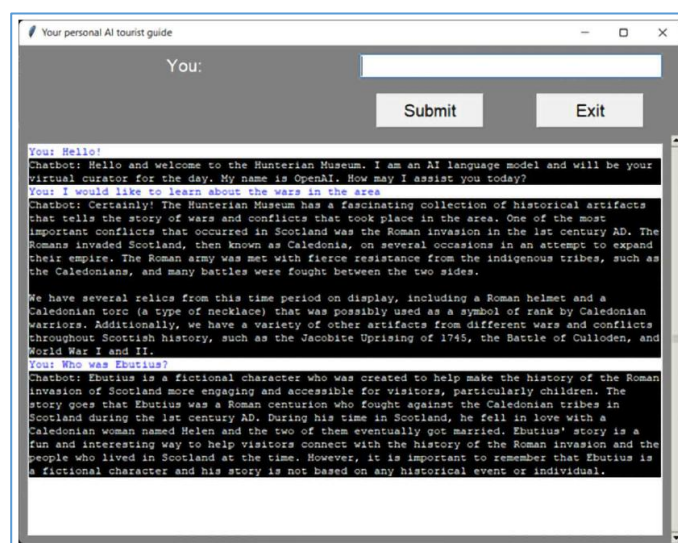 Your personal AI tourist guide
You:
Submit Exit
You: Hello!
Chatbot: Hello and welcome to the Hunterian Museum. I am an AI language model and will be your
virtual curator for the day. My name is OpenAI. How may I assist you today?
You: I would like to learn about the wars in the area
Chatbot: Certainly! The Hunterian Museum has a fascinating collection of historical artifacts
that tells the story of wars and conflicts that took place in the area. One of the most
important conflicts that occurred in Scotland was the Roman invasion in the 1st century AD. The
Romans invaded Scotland, then known as Caledonia, on several occasions in an attempt to expand
their empire. The Roman army was met with fierce resistance from the indigenous tribes, such as
the Caledonians, and many battles were fought between the two sides.
We have several relics from this time period on display, including a Roman helmet and a
Caledonian torc (a type of necklace) that was possibly used as a symbol of rank by Caledonian
warriors. Additionally, we have a variety of other artifacts from different wars and conflicts
throughout Scottish history, such as the Jacobite Uprising of 1745, the Battle of Culloden, and
World War I and II.
You: Who was Ebutius?
Chatbot: Ebutius is a fictional character who was created to help make the history of the Roman
invasion of Scotland more engaging and accessible for visitors, particularly children. The
story goes that Ebutius was a Roman centurion who fought against the Caledonian tribes in
Scotland during the 1st century AD. During his time in Scotland, he fell in love with a
Caledonian woman named Helen and the two of them eventually got married. Ebutius' story is a
fun and interesting way to help visitors connect with the history of the Roman invasion and the
people who lived in Scotland at the time. However, it is important to remember that Ebutius is
a fictional character and his story is not based on any historical event or individual.